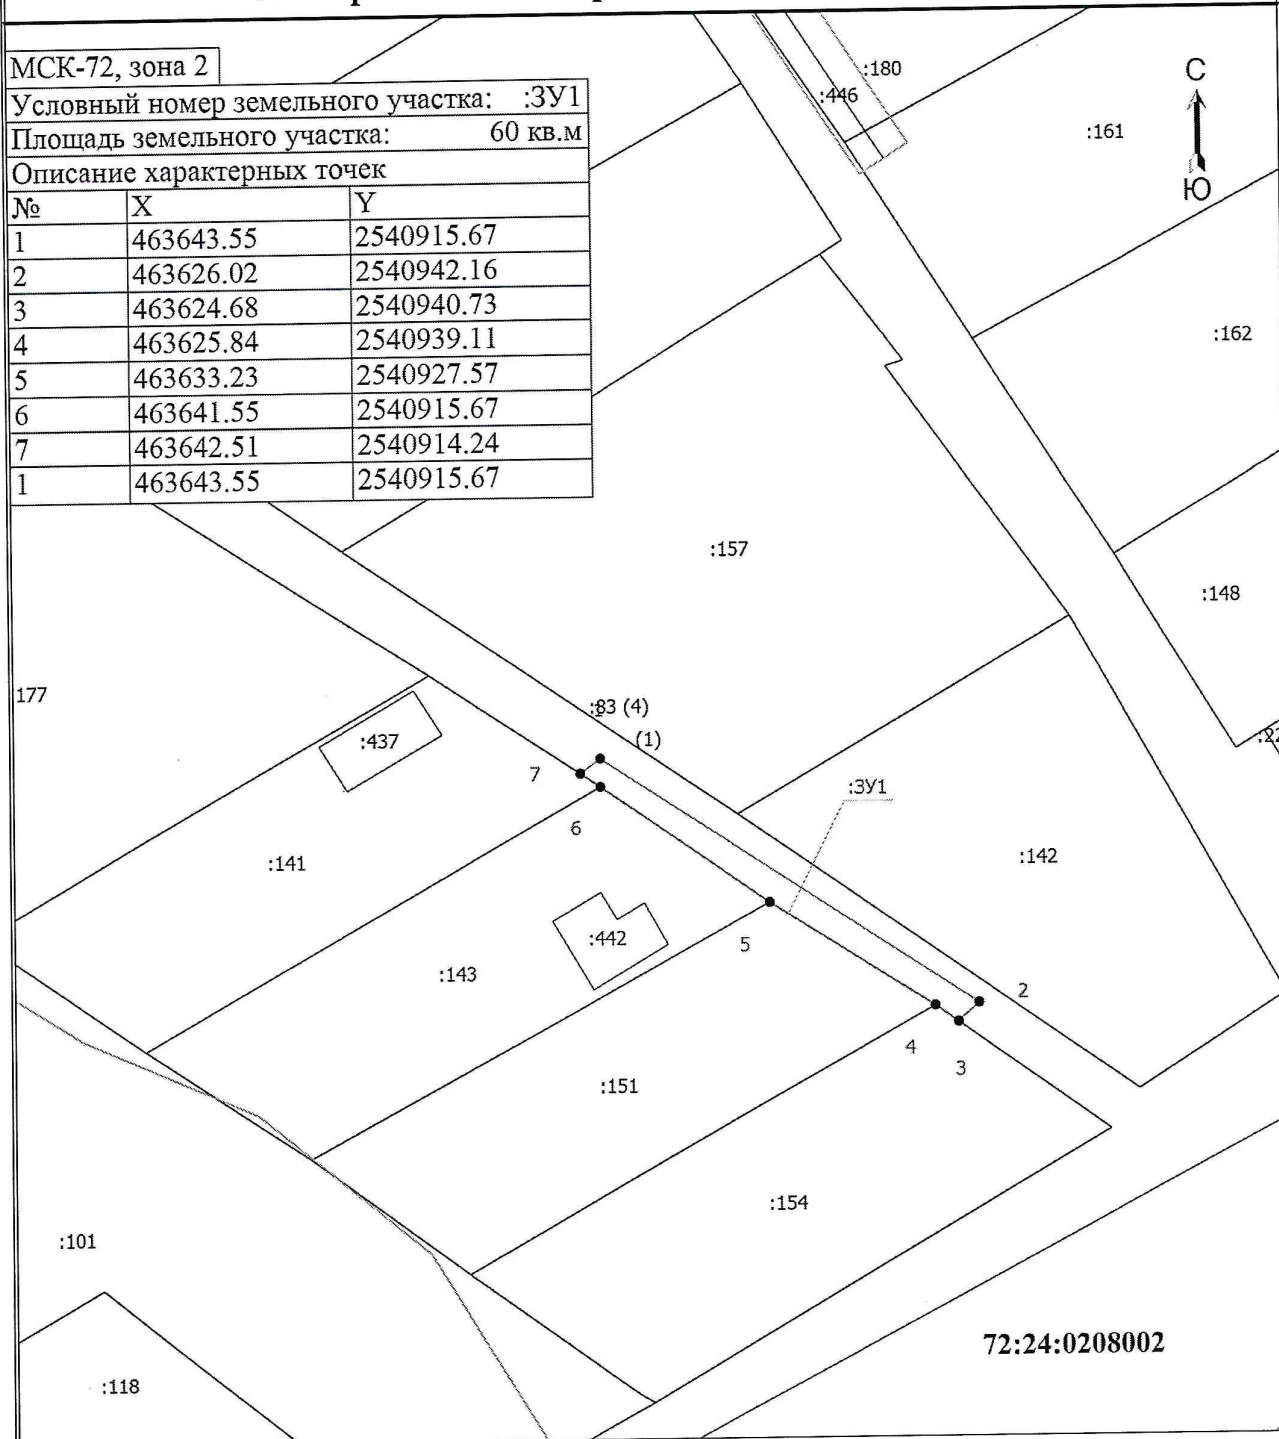 МСК-72, зона 2
Условный номер земельного участка: :ЗУ1
Площадь земельного участка: 60 кв.м
Описание характерных точек
№ X Y
1 463643.55 2540915.67
2 463626.02 2540942.16
3 463624.68 2540940.73
4 463625.84 2540939.11
5 463633.23 2540927.57
6 463641.55 2540915.67
7 463642.51 2540914.24
1 463643.55 2540915.67
:180
:446
С
:161
Ю
:162
:157
:148
177
:83 (4)
(1)
:437
7
:ЗУ1
6
:141
:142
:442
5
:143
2
4
3
:151
:154
:101
72:24:0208002
:118